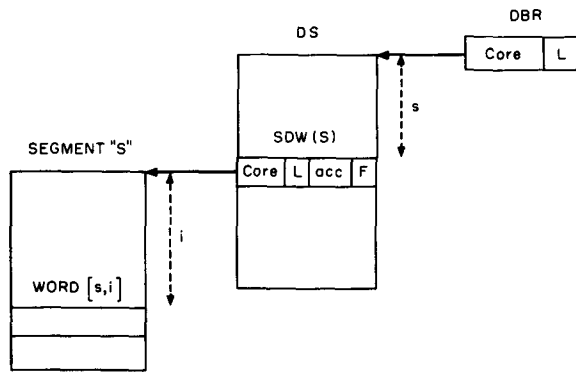 DBR
DS
Core L
s
SDW (S)
SEGMENT "S"
Core L acc F
i
WORD [s,i]